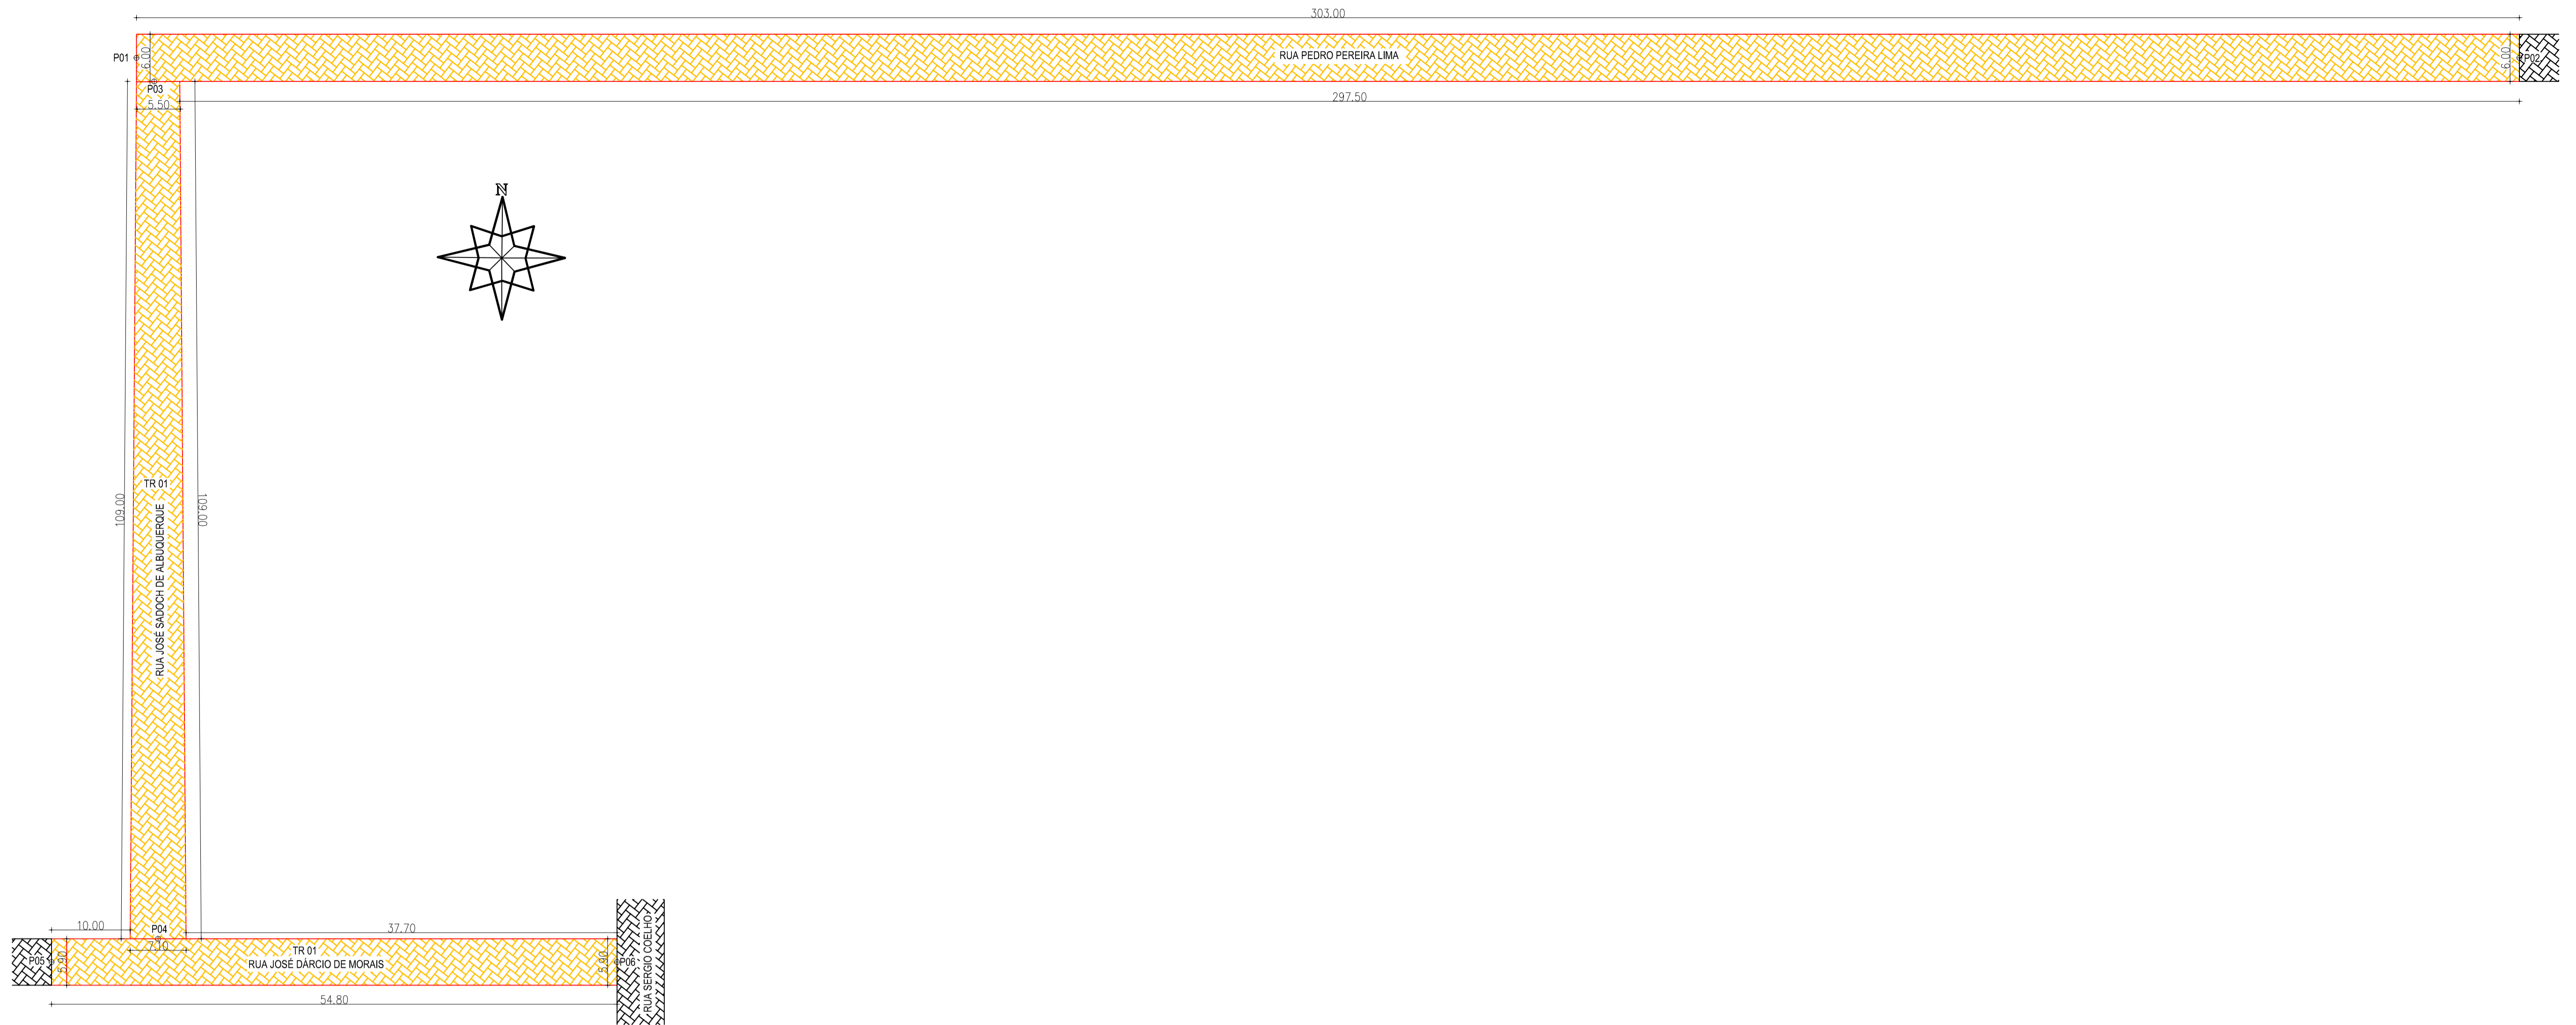 303.00
P01
6.00
RUA PEDRO PEREIRA LIMA
6.00
P02
P03
5.50
297.50
N
TR 01
109.00
109.00
RUA JOSÉ SADOCH DE ALBUQUERQUE
10.00
P04
37.70
7.10
TR 01
P05
5.90
RUA JOSÉ DÁRCIO DE MORAIS
5.90
P06
RUA SERGIO COELHO
54.80